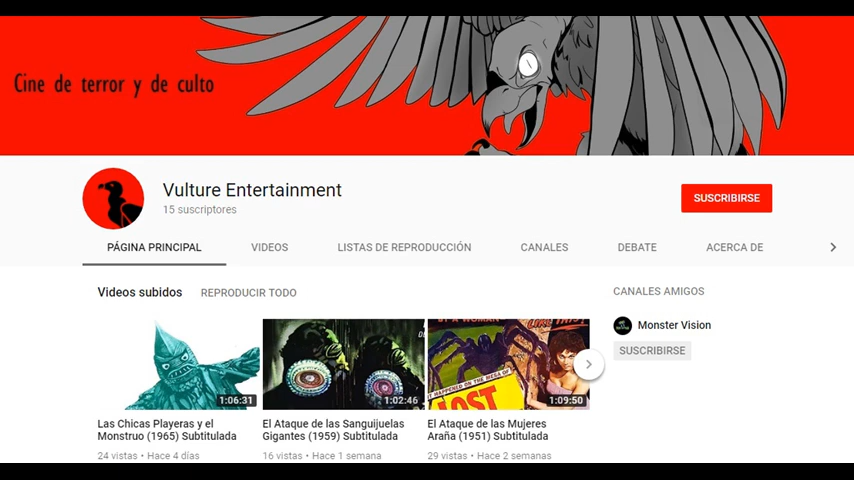 Cine de terror y de culto
Vulture Entertainment
15 suscriptores
SUSCRIBIRSE
PÁGINA PRINCIPAL VIDEOS LISTAS DE REPRODUCCIÓN CANALES DEBATE ACERCA DE
Videos subidos REPRODUCIR TODO
CANALES AMIGOS
Monster Vision
SUSCRIBIRSE
BY A WOMAN
LOST
1:06:31
1:02:46
1:09:50
Las Chicas Playeras y el
Monstruo (1965) Subtitulada
24 vistas • Hace 4 días
El Ataque de las Sanguijuelas
Gigantes (1959) Subtitulada
16 vistas • Hace 1 semana
El Ataque de las Mujeres
Araña (1951) Subtitulada
29 vistas • Hace 2 semanas